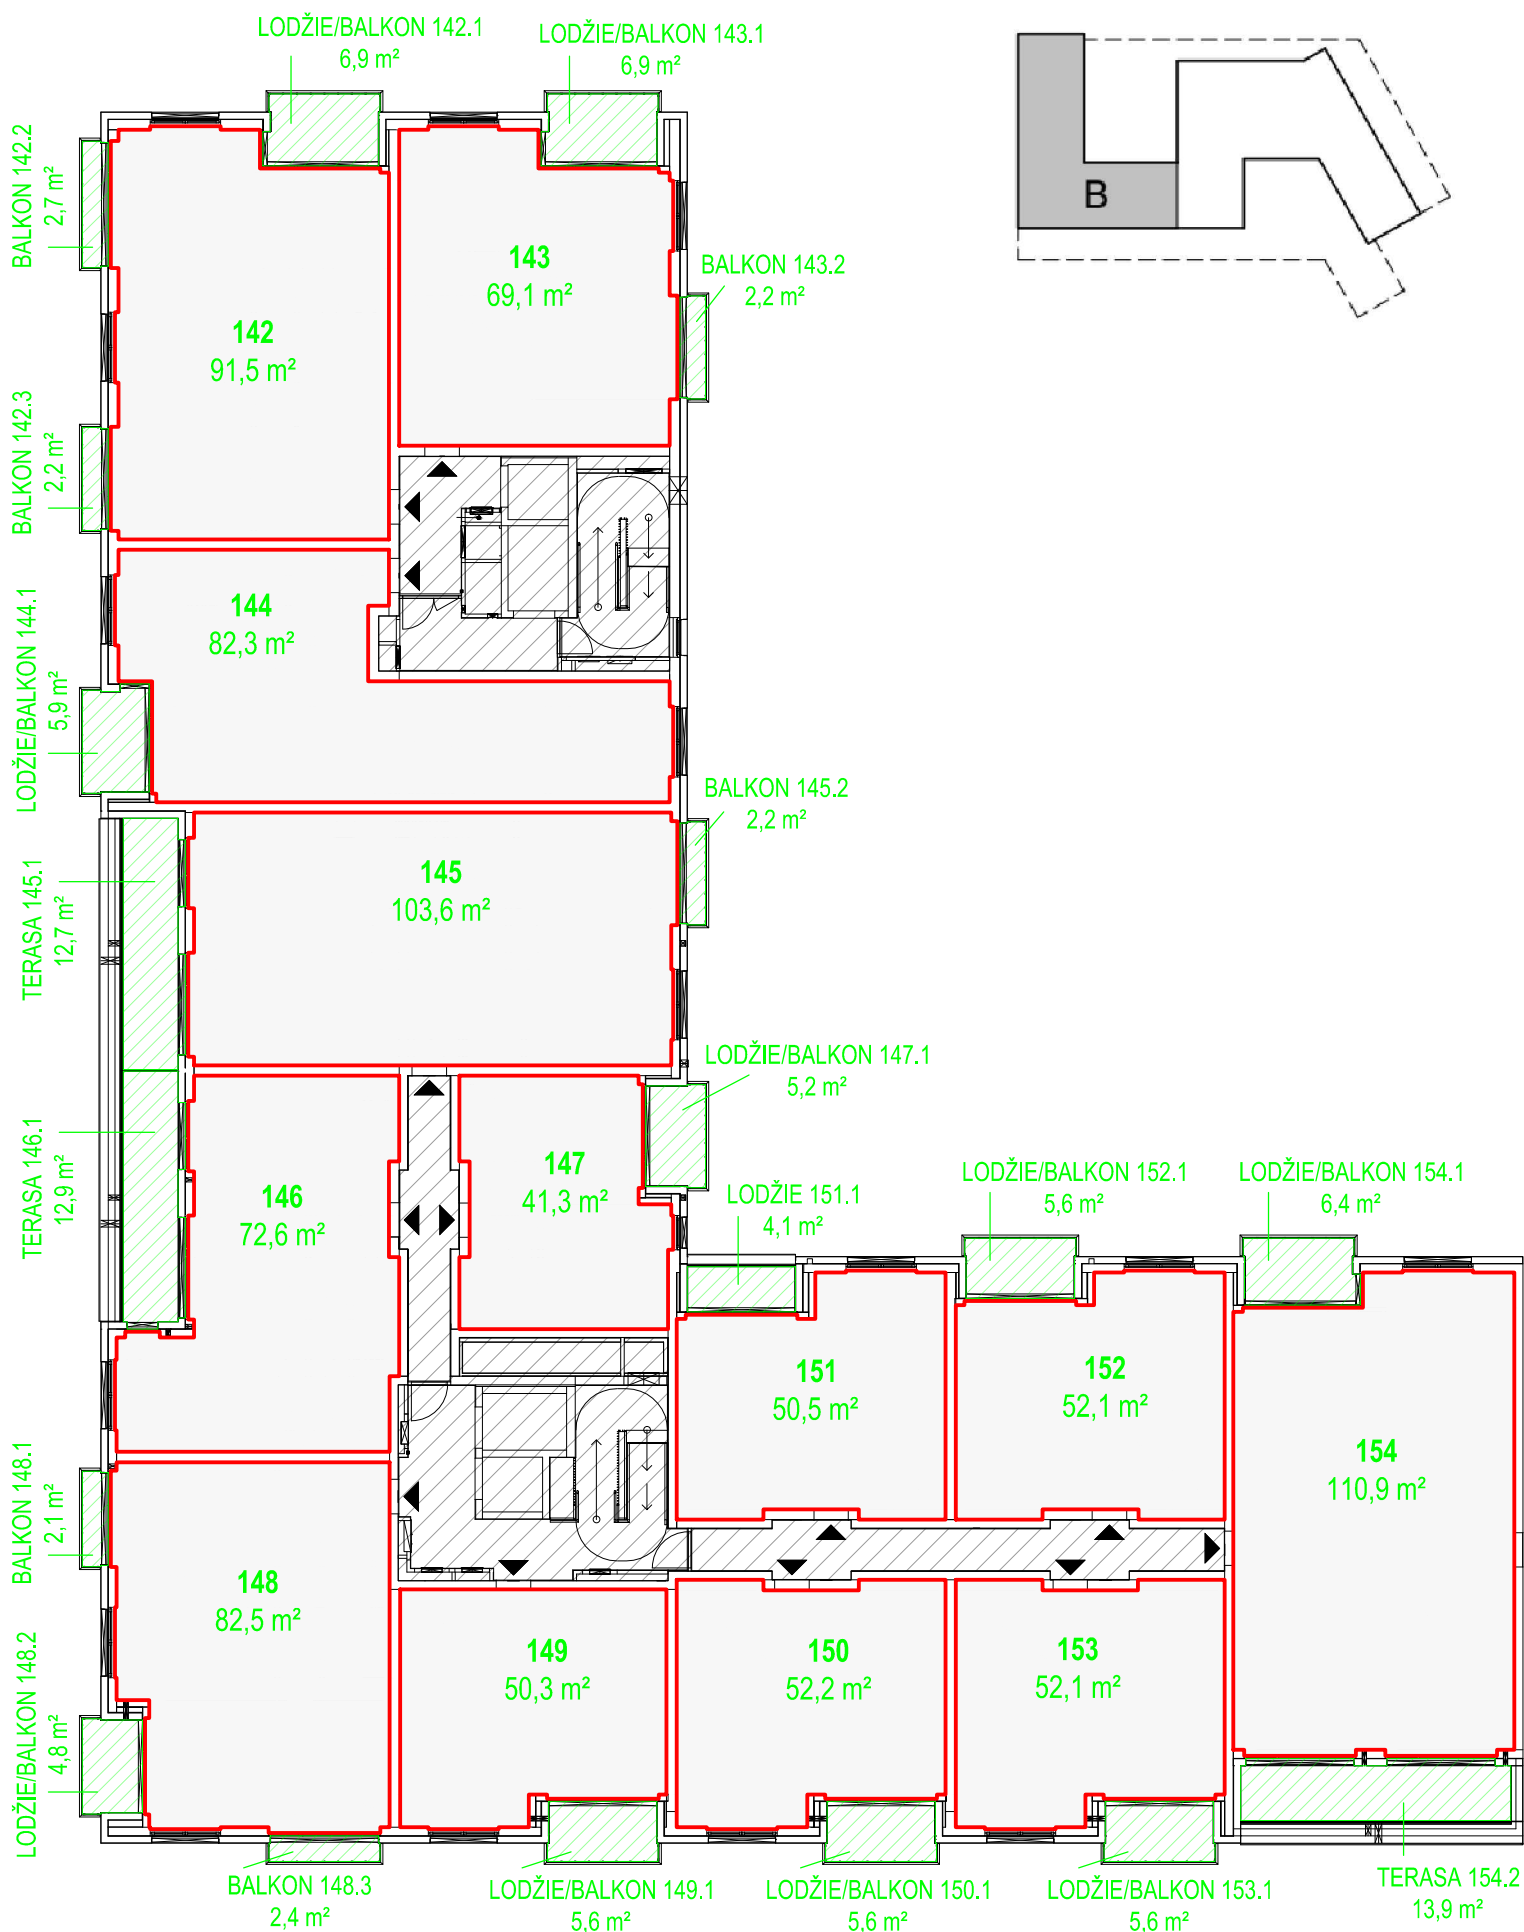 LODŽIE/BALKON 142.1
6,9 m²
LODŽIE/BALKON 143.1
6,9 m²
B
BALKON 142.2
2,7 m²
143
69,1 m²
BALKON 143.2
2,2 m²
142
91,5 m²
BALKON 142.3
2,2 m²
144
82,3 m²
LODŽIE/BALKON 144.1
5,9 m²
BALKON 145.2
2,2 m²
145
103,6 m²
TERASA 145.1
12,7 m²
LODŽIE/BALKON 147.1
5,2 m²
TERASA 146.1
12,9 m²
146
72,6 m²
147
41,3 m²
LODŽIE 151.1
4,1 m²
LODŽIE/BALKON 152.1
5,6 m²
LODŽIE/BALKON 154.1
6,4 m²
151
50,5 m²
152
52,1 m²
154
110,9 m²
BALKON 148.1
2,1 m²
148
82,5 m²
149
50,3 m²
150
52,2 m²
153
52,1 m²
LODŽIE/BALKON 148.2
4,8 m²
BALKON 148.3
2,4 m²
LODŽIE/BALKON 149.1
5,6 m²
LODŽIE/BALKON 150.1
5,6 m²
LODŽIE/BALKON 153.1
5,6 m²
TERASA 154.2
13,9 m²